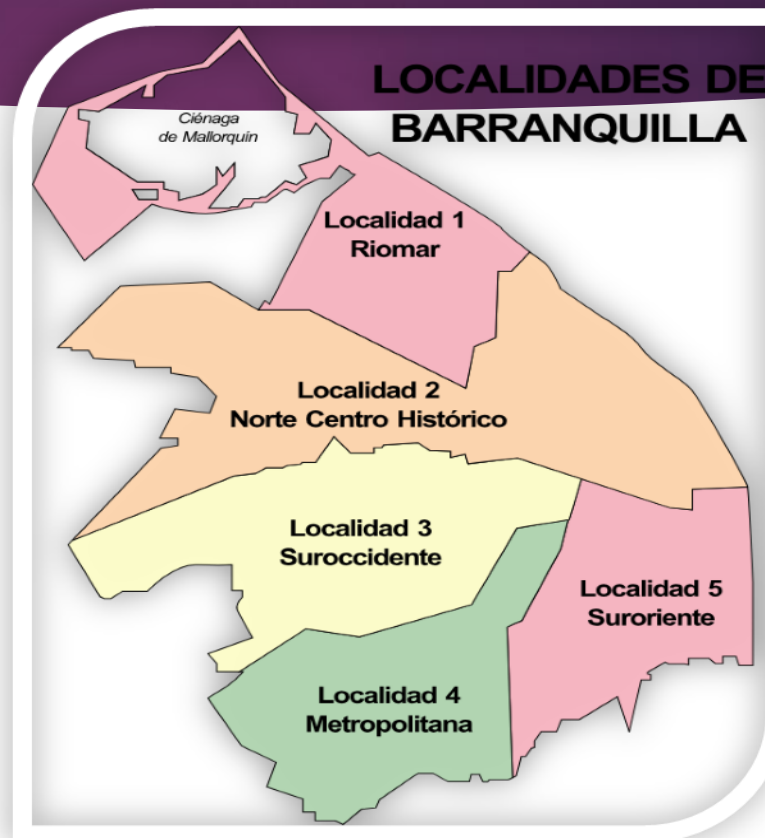 LOCALIDADES DE
BARRANQUILLA
Ciénaga
de Mallorquín
Localidad 1
Riomar
Localidad 2
Norte Centro Histórico
Localidad 3
Suroccidente
Localidad 5
Suroriente
Localidad 4
Metropolitana